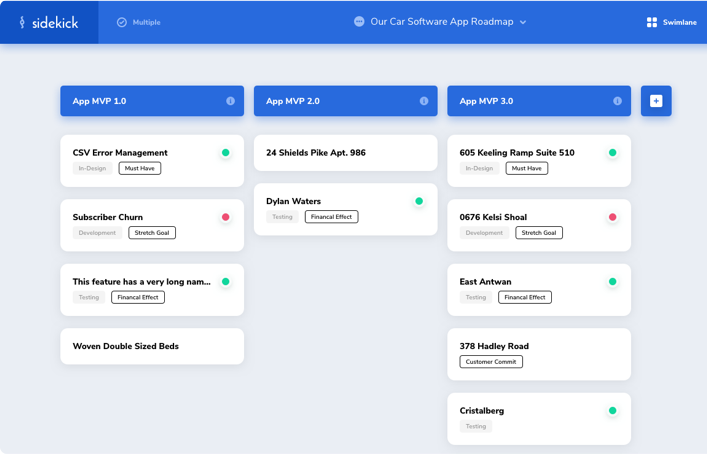 sidekick
Multiple
Our Car Software App Roadmap
Swimlane
App MVP 1.0
CSV Error Management
In-Design
Must Have
Subscriber Churn
Development
Stretch Goal
This feature has a very long nam...
Testing
Financal Effect
Woven Double Sized Beds
App MVP 2.0
24 Shields Pike Apt. 986
Dylan Waters
Testing
Financal Effect
App MVP 3.0
605 Keeling Ramp Suite 510
In-Design
Must Have
0676 Kelsi Shoal
Development
Stretch Goal
East Antwan
Testing
Financal Effect
378 Hadley Road
Customer Commit
Cristalberg
Testing